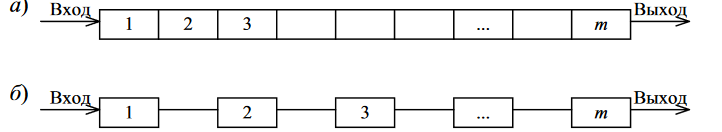 а) Вход 1 2 3 ... m Выход
б) Вход 1 2 3 ... m Выход